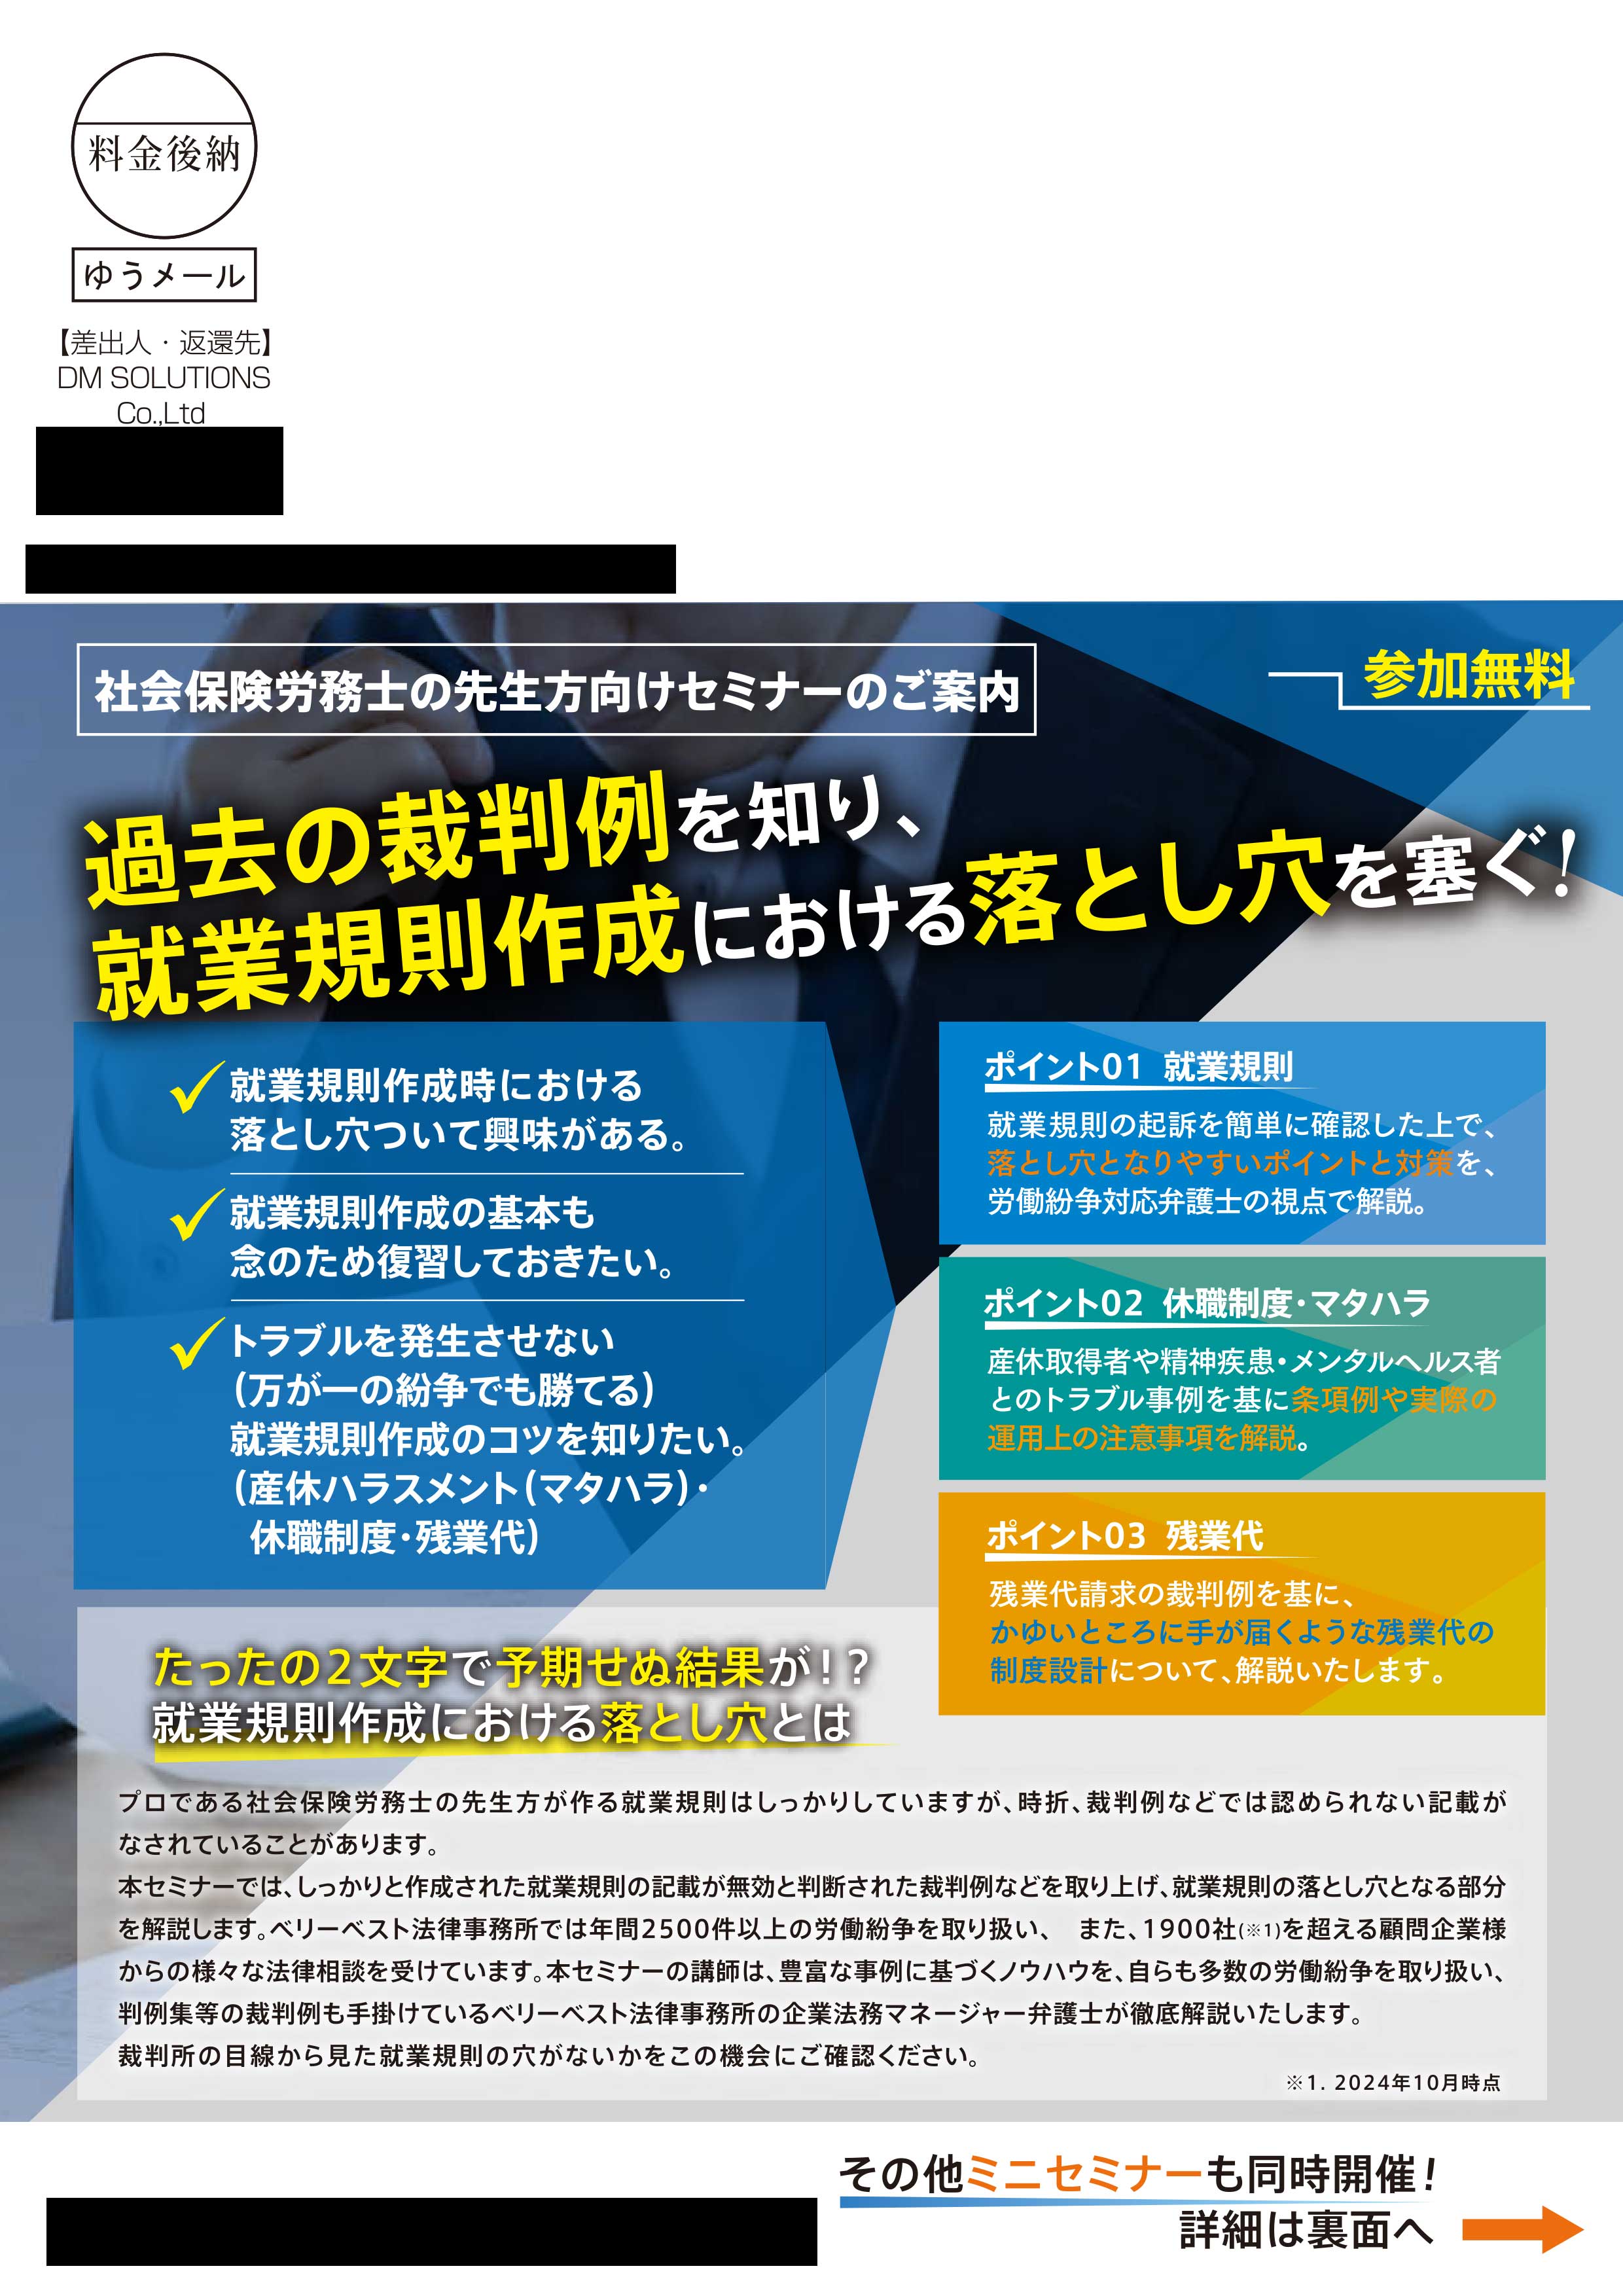 料金後納
ゆうメール
【差出人・返還先】
DM SOLUTIONS
Co.,Ltd
社会保険労務士の先生方向けセミナーのご案内
参加無料
過去の裁判例を知り、
就業規則作成における落とし穴を塞ぐ！
就業規則作成時における
落とし穴ついて興味がある。
就業規則作成の基本も
念のため復習しておきたい。
トラブルを発生させない
（万が一の紛争でも勝てる）
就業規則作成のコツを知りたい。
（産休ハラスメント（マタハラ）・
休職制度・残業代）
ポイント01 就業規則
就業規則の起訴を簡単に確認した上で、
落とし穴となりやすいポイントと対策を、
労働紛争対応弁護士の視点で解説。
ポイント02 休職制度・マタハラ
産休取得者や精神疾患・メンタルヘルス者
とのトラブル事例を基に条項例や実際の
運用上の注意事項を解説。
ポイント03 残業代
残業代請求の裁判例を基に、
かゆいところに手が届くような残業代の
制度設計について、解説いたします。
たったの2文字で予期せぬ結果が！？
就業規則作成における落とし穴とは
プロである社会保険労務士の先生方が作る就業規則はしっかりしていますが、時折、裁判例などでは認められない記載が
なされていることがあります。
本セミナーでは、しっかりと作成された就業規則の記載が無効と判断された裁判例などを取り上げ、就業規則の落とし穴となる部分
を解説します。ベリーベスト法律事務所では年間2500件以上の労働紛争を取り扱い、　また、1900社(※1)を超える顧問企業様
からの様々な法律相談を受けています。本セミナーの講師は、豊富な事例に基づくノウハウを、自らも多数の労働紛争を取り扱い、
判例集等の裁判例も手掛けているベリーベスト法律事務所の企業法務マネージャー弁護士が徹底解説いたします。
裁判所の目線から見た就業規則の穴がないかをこの機会にご確認ください。
※1. 2024年10月時点
その他ミニセミナーも同時開催！
詳細は裏面へ